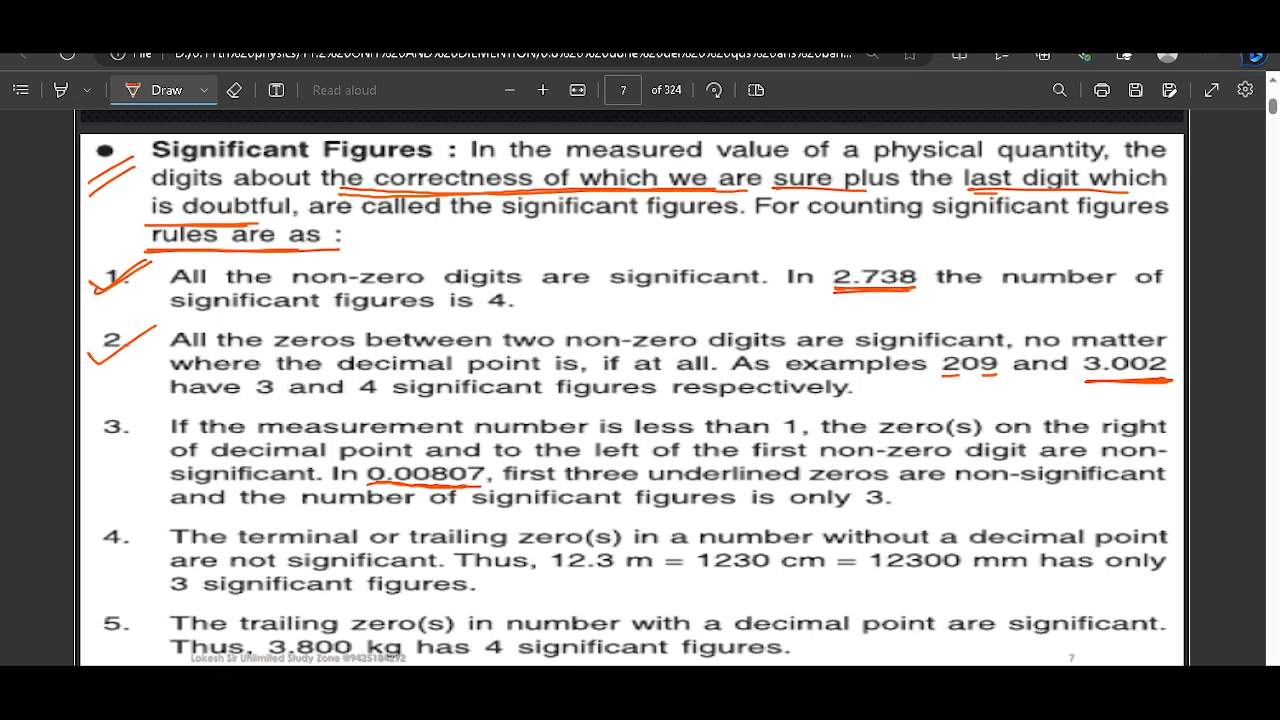 Draw
Read aloud
7
of 324
Significant Figures : In the measured value of a physical quantity, the
digits about the correctness of which we are sure plus the last digit which
is doubtful, are called the significant figures. For counting significant figures
rules are as :
1. All the non-zero digits are significant. In 2.738 the number of
significant figures is 4.
2. All the zeros between two non-zero digits are significant, no matter
where the decimal point is, if at all. As examples 209 and 3.002
have 3 and 4 significant figures respectively.
3. If the measurement number is less than 1, the zero(s) on the right
of decimal point and to the left of the first non-zero digit are non-
significant. In 0.00807, first three underlined zeros are non-significant
and the number of significant figures is only 3.
4. The terminal or trailing zero(s) in a number without a decimal point
are not significant. Thus, 12.3 m = 1230 cm = 12300 mm has only
3 significant figures.
5. The trailing zero(s) in number with a decimal point are significant.
Thus, 3.800 kg has 4 significant figures.
Lokesh Sir Unlimited Study Zone @9425184292
7